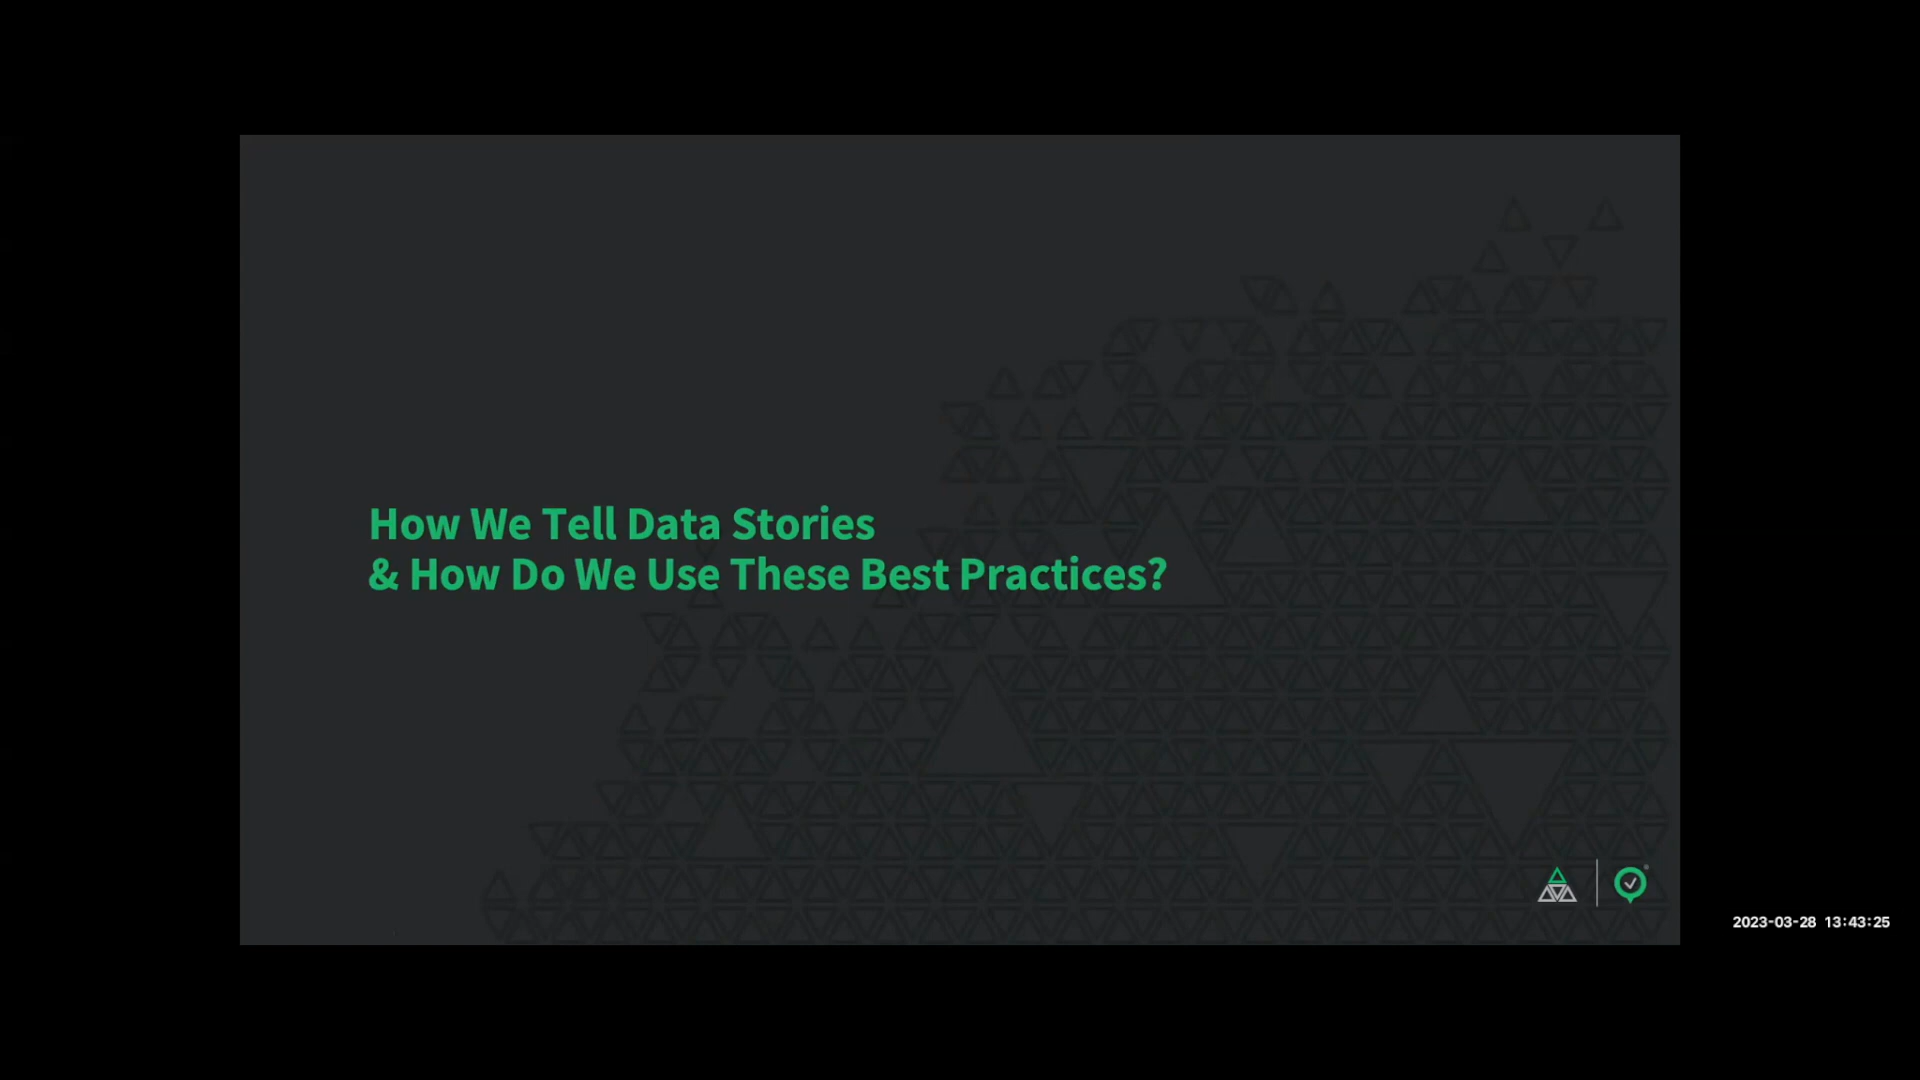 How We Tell Data Stories
& How Do We Use These Best Practices?
2023-03-28 13:43:25